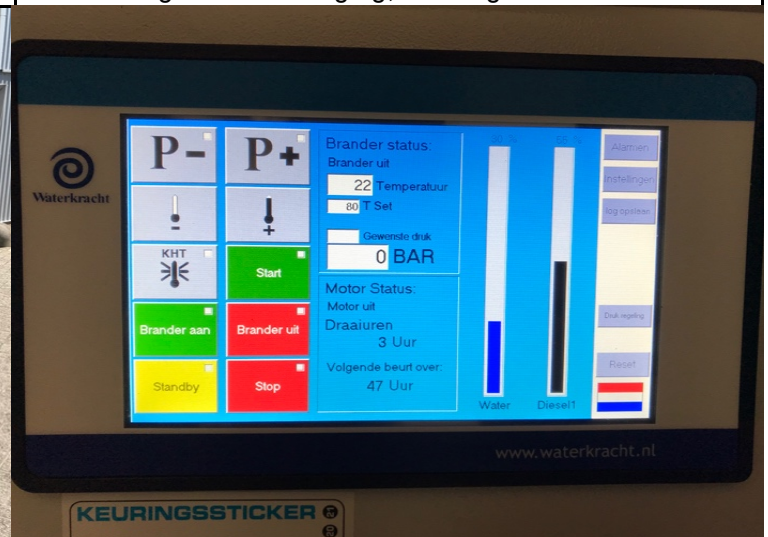 Waterkracht
P-
P+
KHT
Start
Brander aan
Brander uit
Standby
Stop
Brander status:
Brander uit
22 Temperatuur
80 T Set
Gewenste druk
0 BAR
Motor Status:
Motor uit
Draaiuren
3 Uur
Volgende beurt over:
47 Uur
Water
Diesel1
Alarmen
Instellingen
log opslaan
Druk regeling
Reset
www.waterkracht.nl
KEURINGSSTICKER